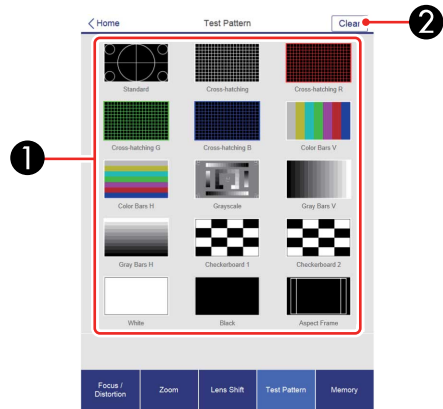 < Home Test Pattern Clear
2
1
Standard Cross-hatching Cross-hatching R
Cross-hatching G Cross-hatching B Color Bars V
Color Bars H Grayscale Gray Bars V
Gray Bars H Checkerboard 1 Checkerboard 2
White Black Aspect Frame
Focus /
Distortion Zoom Lens Shift Test Pattern Memory